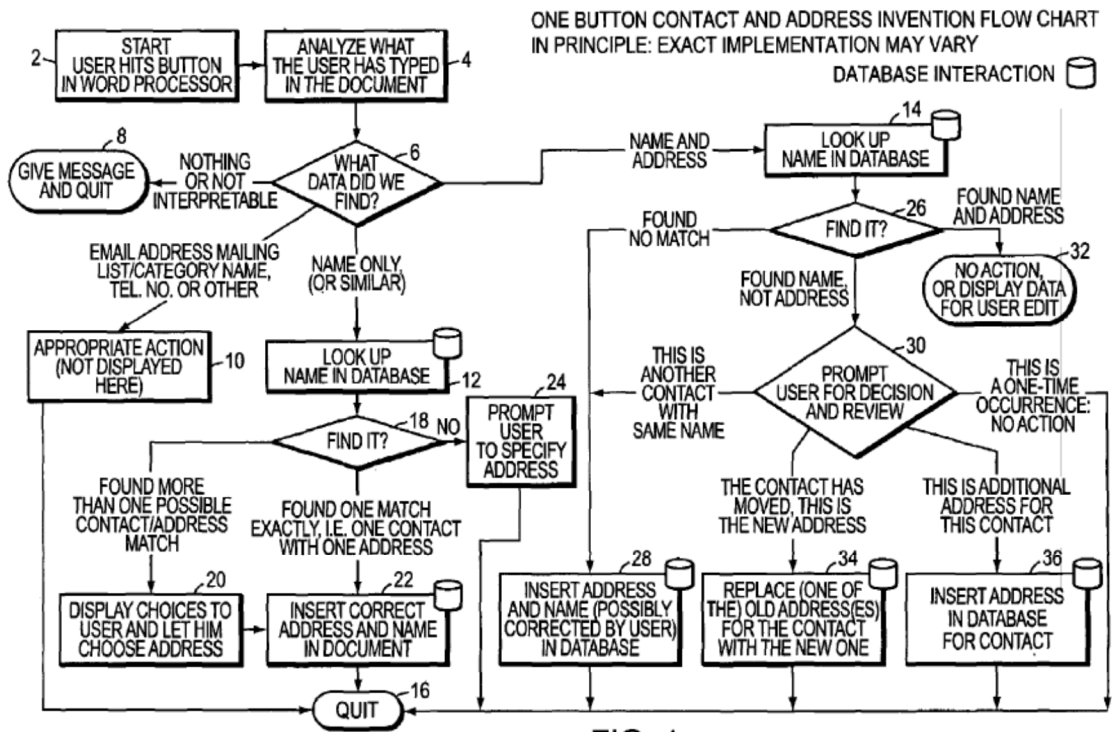 ONE BUTTON CONTACT AND ADDRESS INVENTION FLOW CHART
IN PRINCIPLE: EXACT IMPLEMENTATION MAY VARY
DATABASE INTERACTION
2
START
USER HITS BUTTON
IN WORD PROCESSOR
ANALYZE WHAT
THE USER HAS TYPED
IN THE DOCUMENT
4
8
GIVE MESSAGE
AND QUIT
NOTHING
OR NOT
INTERPRETABLE
WHAT
DATA DID WE
FIND?
6
NAME AND
ADDRESS
14
LOOK UP
NAME IN DATABASE
EMAIL ADDRESS MAILING
LIST/CATEGORY NAME,
TEL. NO. OR OTHER
NAME ONLY,
(OR SIMILAR)
FOUND
NO MATCH
FIND IT?
26
FOUND NAME
AND ADDRESS
32
NO ACTION,
OR DISPLAY DATA
FOR USER EDIT
FOUND NAME,
NOT ADDRESS
APPROPRIATE ACTION
(NOT DISPLAYED
HERE)
10
LOOK UP
NAME IN DATABASE
12
24
PROMPT
USER
TO SPECIFY
ADDRESS
THIS IS
ANOTHER
CONTACT
WITH
SAME NAME
30
PROMPT
USER FOR DECISION
AND REVIEW
THIS IS
A ONE-TIME
OCCURRENCE:
NO ACTION
FIND IT?
18
NO
FOUND MORE
THAN ONE POSSIBLE
CONTACT/ADDRESS
MATCH
FOUND ONE MATCH
EXACTLY, I.E. ONE CONTACT
WITH ONE ADDRESS
THE CONTACT HAS
MOVED, THIS IS
THE NEW ADDRESS
THIS IS ADDITIONAL
ADDRESS FOR
THIS CONTACT
20
DISPLAY CHOICES TO
USER AND LET HIM
CHOOSE ADDRESS
22
INSERT CORRECT
ADDRESS AND NAME
IN DOCUMENT
28
INSERT ADDRESS
AND NAME (POSSIBLY
CORRECTED BY USER)
IN DATABASE
34
REPLACE (ONE OF
THE) OLD ADDRESS(ES)
FOR THE CONTACT
WITH THE NEW ONE
36
INSERT ADDRESS
IN DATABASE
FOR CONTACT
16
QUIT